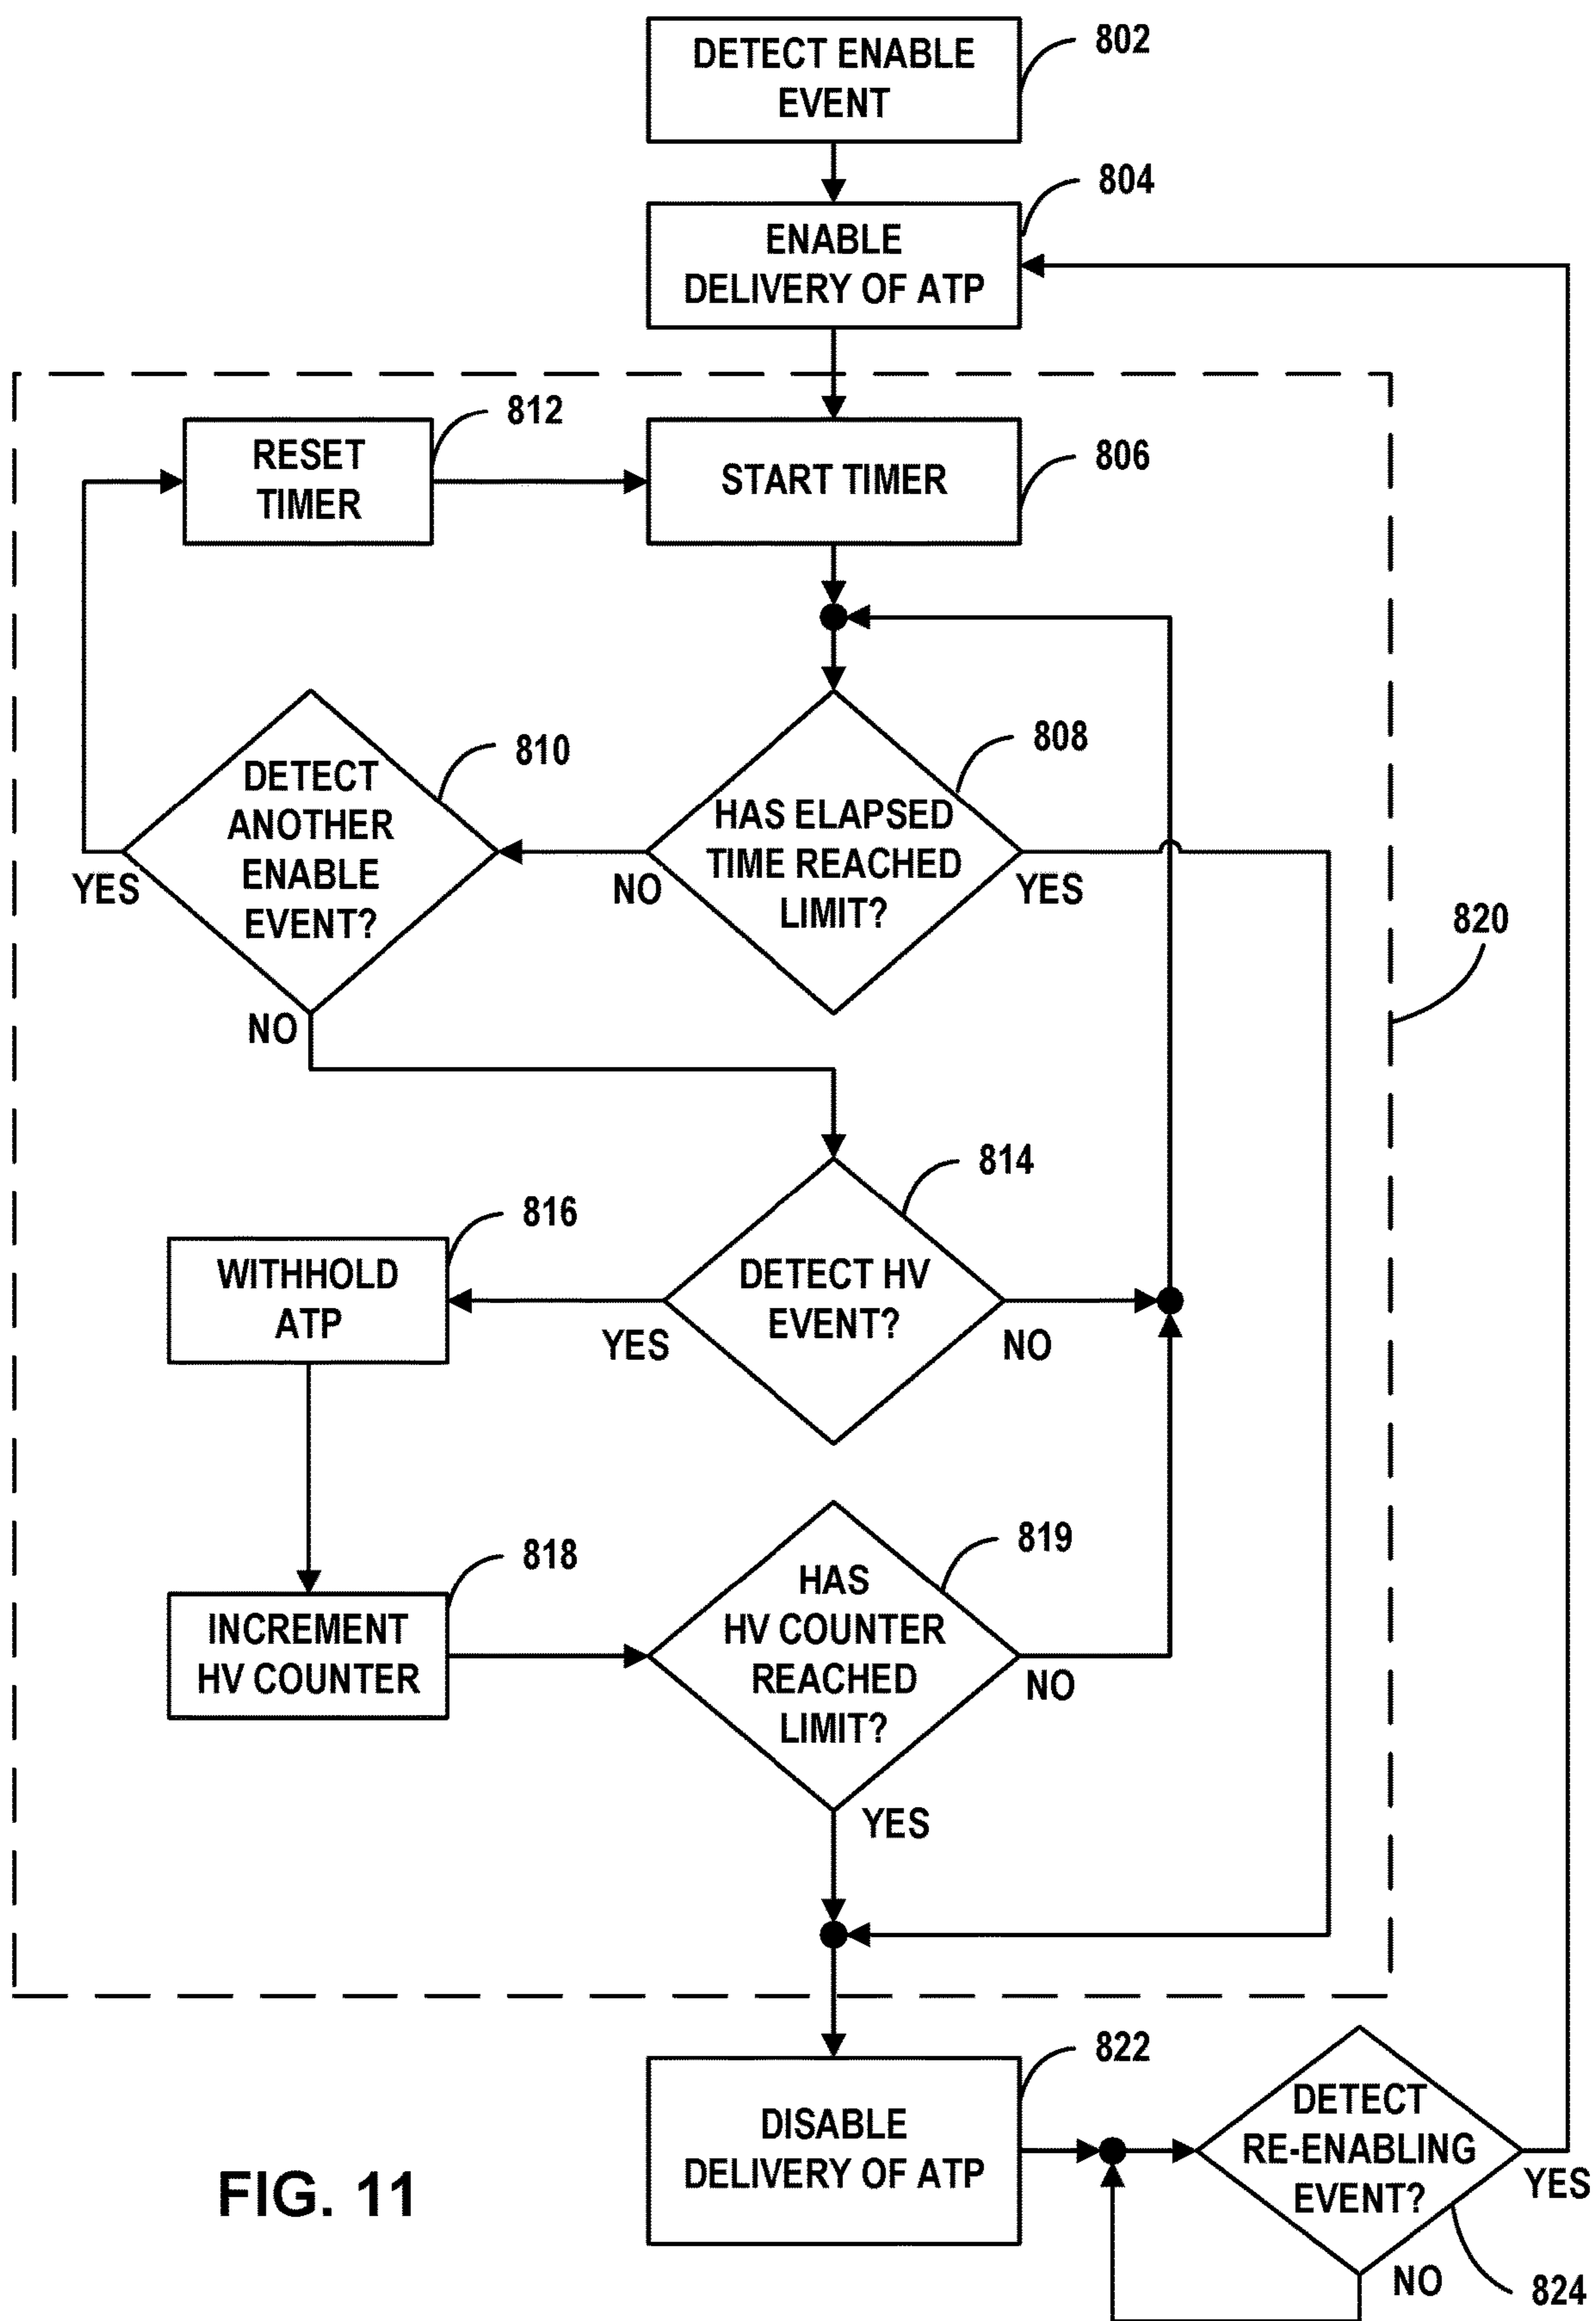 DETECT ENABLE
EVENT
802
ENABLE
DELIVERY OF ATP
804
RESET
TIMER
812
START TIMER
806
DETECT
ANOTHER
ENABLE
EVENT?
810
YES
NO
HAS ELAPSED
TIME REACHED
LIMIT?
808
NO
YES
820
DETECT HV
EVENT?
814
YES
NO
WITHHOLD
ATP
816
INCREMENT
HV COUNTER
818
HAS
HV COUNTER
REACHED
LIMIT?
819
NO
YES
DISABLE
DELIVERY OF ATP
822
DETECT
RE-ENABLING
EVENT?
YES
NO
824
FIG. 11